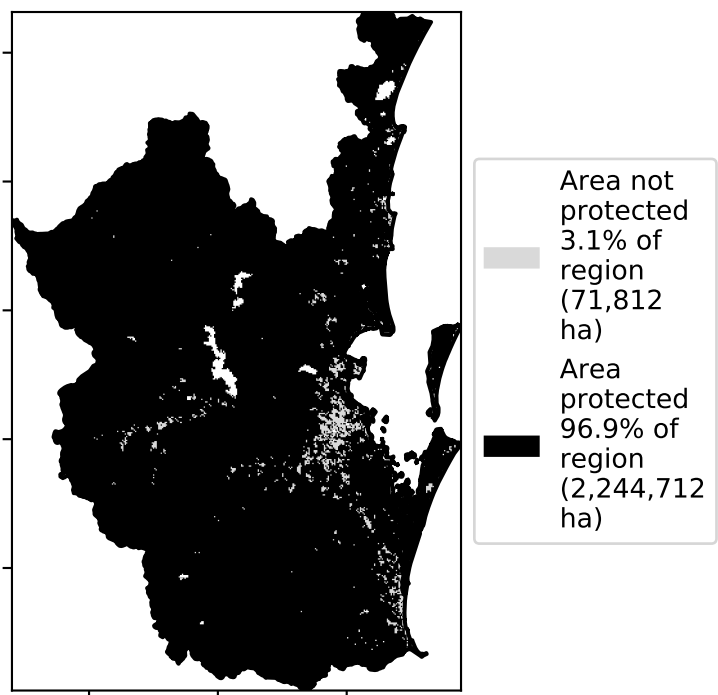 Area not
protected
3.1% of
region
(71,812
ha)
Area
protected
96.9% of
region
(2,244,712
ha)